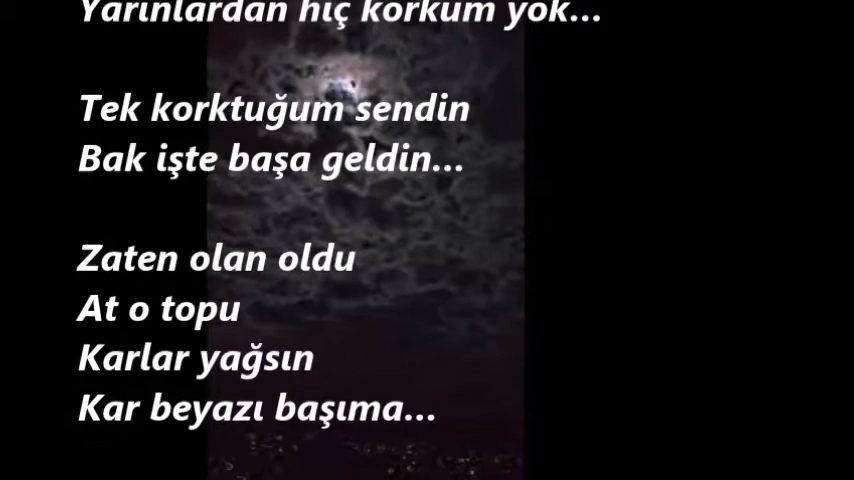 Yarınlardan hiç korkum yok...
Tek korktuğum sendin
Bak işte başa geldin...
Zaten olan oldu
At o topu
Karlar yağsın
Kar beyazı başıma...